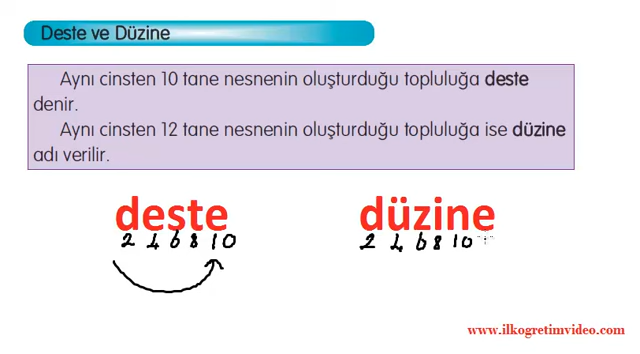 Deste ve Düzine
Aynı cinsten 10 tane nesnenin oluşturduğu topluluğa deste
denir.
Aynı cinsten 12 tane nesnenin oluşturduğu topluluğa ise düzine
adı verilir.
deste düzine
2 4 6 8 10 2 4 6 8 10
www.ilkogretimvideo.com